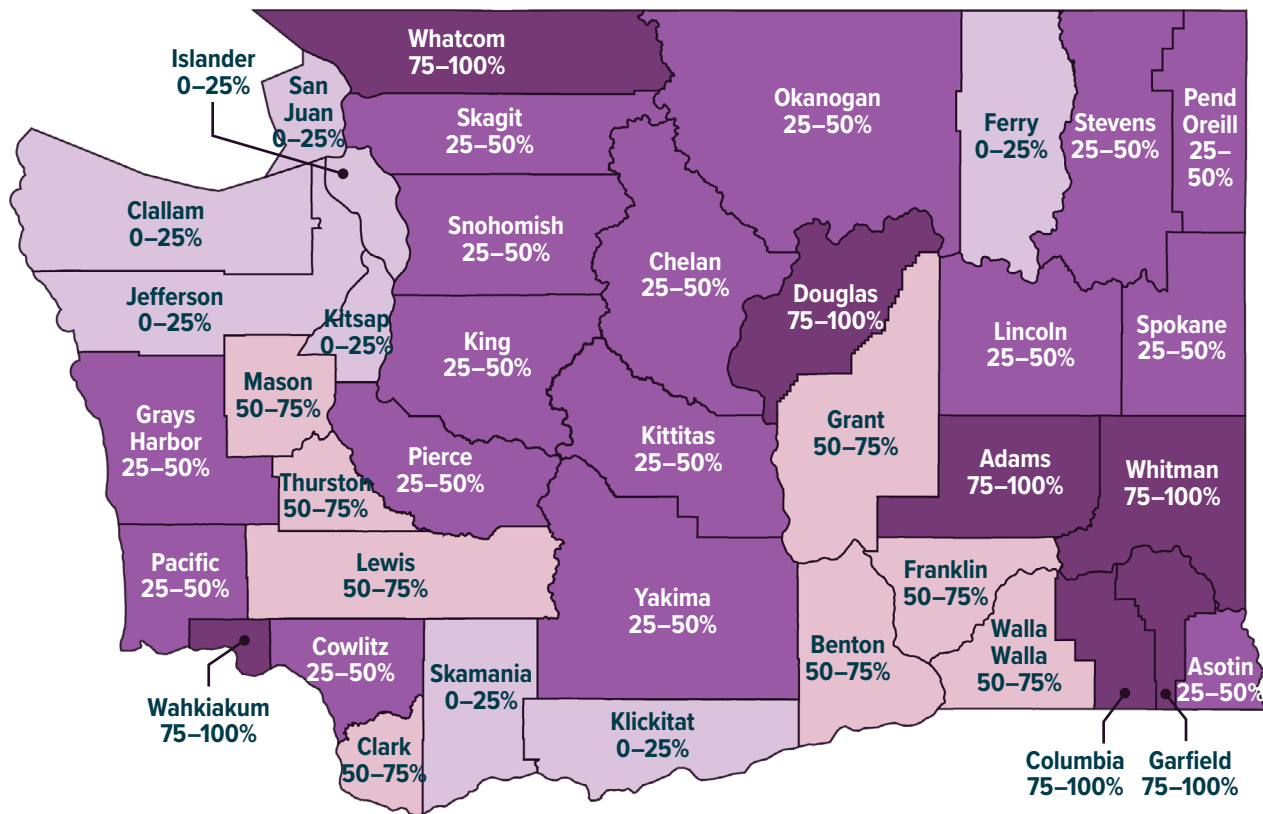 Whatcom
75–100%
Islander
0–25%
San
Juan
0–25%
Skagit
25–50%
Okanogan
25–50%
Ferry
0–25%
Stevens
25–50%
Pend
Oreill
25–
50%
Clallam
0–25%
Snohomish
25–50%
Chelan
25–50%
Jefferson
0–25%
Kitsap
0–25%
King
25–50%
Douglas
75–100%
Lincoln
25–50%
Spokane
25–50%
Mason
50–75%
Grays
Harbor
25–50%
Thurston
50–75%
Pierce
25–50%
Kittitas
25–50%
Grant
50–75%
Adams
75–100%
Whitman
75–100%
Pacific
25–50%
Lewis
50–75%
Yakima
25–50%
Franklin
50–75%
Benton
50–75%
Walla
Walla
50–75%
Asotin
25–50%
Wahkiakum
75–100%
Cowlitz
25–50%
Skamania
0–25%
Clark
50–75%
Klickitat
0–25%
Columbia
75–100%
Garfield
75–100%